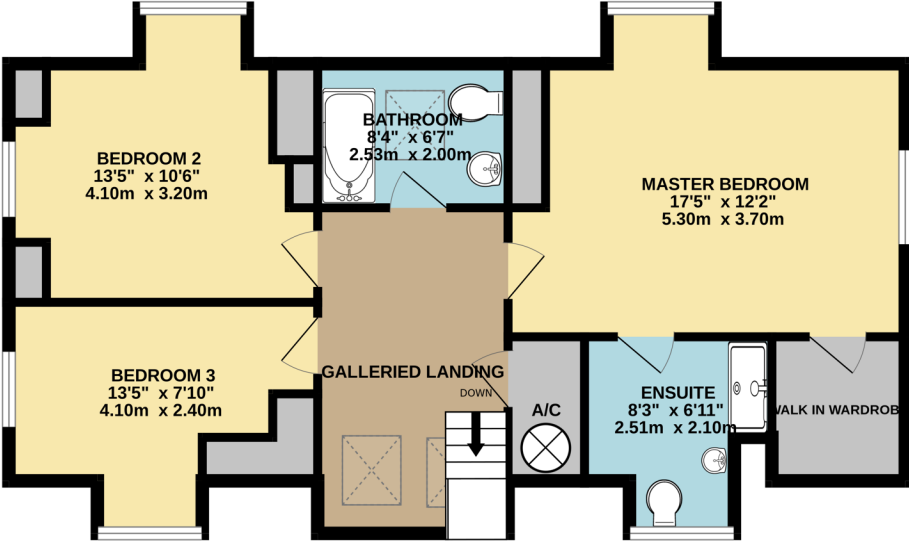 BEDROOM 2
13'5" x 10'6"
4.10m x 3.20m
BATHROOM
8'4" x 6'7"
2.53m x 2.00m
MASTER BEDROOM
17'5" x 12'2"
5.30m x 3.70m
BEDROOM 3
13'5" x 7'10"
4.10m x 2.40m
GALLERIED LANDING
DOWN
A/C
ENSUITE
8'3" x 6'11"
2.51m x 2.10m
WALK IN WARDROB